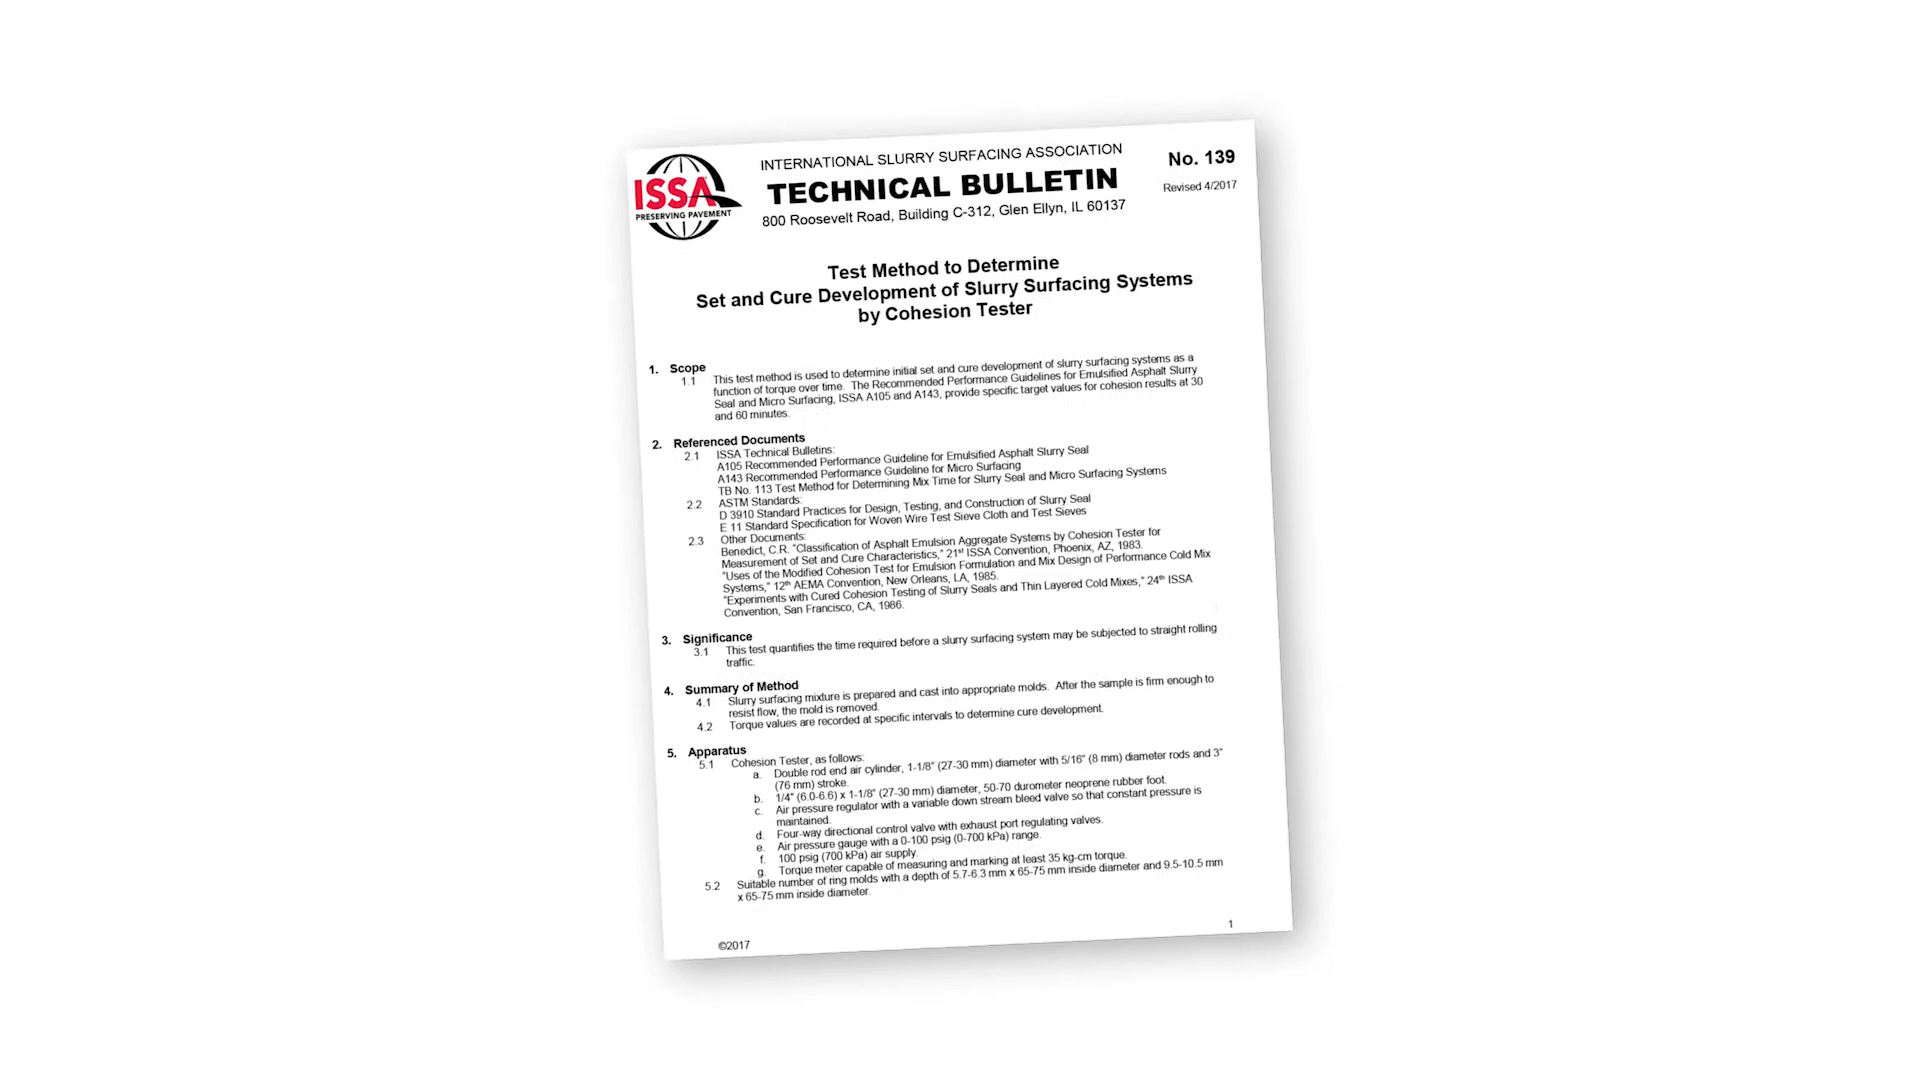 ISSA
PRESERVING PAVEMENT
INTERNATIONAL SLURRY SURFACING ASSOCIATION
TECHNICAL BULLETIN
800 Roosevelt Road, Building C-312, Glen Ellyn, IL 60137
No. 139
Revised 4/2017
Test Method to Determine
Set and Cure Development of Slurry Surfacing Systems
by Cohesion Tester
1. Scope
1.1 This test method is used to determine initial set and cure development of slurry surfacing systems as a
function of torque over time. The Recommended Performance Guidelines for Emulsified Asphalt Slurry
Seal and Micro Surfacing, ISSA A105 and A143, provide specific target values for cohesion results at 30
and 60 minutes.
2. Referenced Documents
2.1 ISSA Technical Bulletins:
A105 Recommended Performance Guideline for Emulsified Asphalt Slurry Seal
A143 Recommended Performance Guideline for Micro Surfacing
TB No. 113 Test Method for Determining Mix Time for Slurry Seal and Micro Surfacing Systems
2.2 ASTM Standards:
D 3910 Standard Practices for Design, Testing, and Construction of Slurry Seal
E 11 Standard Specification for Woven Wire Test Sieve Cloth and Test Sieves
2.3 Other Documents:
Benedict, C.R. "Classification of Asphalt Emulsion Aggregate Systems by Cohesion Tester for
Measurement of Set and Cure Characteristics," 21st ISSA Convention, Phoenix, AZ, 1983.
"Uses of the Modified Cohesion Test for Emulsion Formulation and Mix Design of Performance Cold Mix
Systems," 12th AEMA Convention, New Orleans, LA, 1985.
"Experiments with Cured Cohesion Testing of Slurry Seals and Thin Layered Cold Mixes," 24th ISSA
Convention, San Francisco, CA, 1986.
3. Significance
3.1 This test quantifies the time required before a slurry surfacing system may be subjected to straight rolling
traffic.
4. Summary of Method
4.1 Slurry surfacing mixture is prepared and cast into appropriate molds. After the sample is firm enough to
resist flow, the mold is removed.
4.2 Torque values are recorded at specific intervals to determine cure development.
5. Apparatus
5.1 Cohesion Tester, as follows:
a. Double rod end air cylinder, 1-1/8" (27-30 mm) diameter with 5/16" (8 mm) diameter rods and 3"
(76 mm) stroke.
b. 1/4" (6.0-6.6) x 1-1/8" (27-30 mm) diameter, 50-70 durometer neoprene rubber foot.
c. Air pressure regulator with a variable down stream bleed valve so that constant pressure is
maintained.
d. Four-way directional control valve with exhaust port regulating valves.
e. Air pressure gauge with a 0-100 psig (0-700 kPa) range.
f. 100 psig (700 kPa) air supply.
g. Torque meter capable of measuring and marking at least 35 kg-cm torque.
5.2 Suitable number of ring molds with a depth of 5.7-6.3 mm x 65-75 mm inside diameter and 9.5-10.5 mm
x 65-75 mm inside diameter.
©2017
1